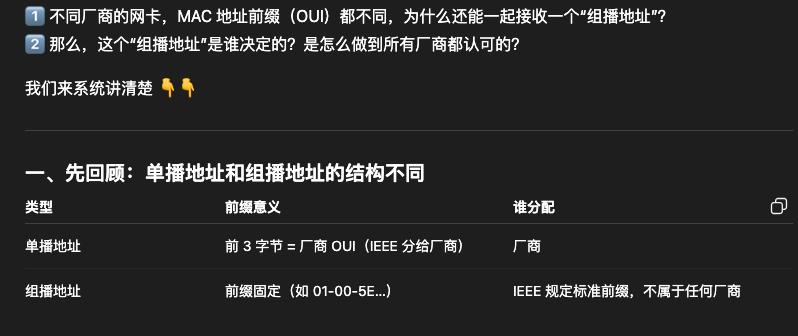 1️⃣ 不同厂商的网卡，MAC 地址前缀（OUI）都不同，为什么还能一起接收一个“组播地址”？
2️⃣ 那么，这个“组播地址”是谁决定的？是怎么做到所有厂商都认可的？
我们来系统讲清楚 👇👇
一、先回顾：单播地址和组播地址的结构不同
类型 前缀意义 谁分配
单播地址 前 3 字节 = 厂商 OUI（IEEE 分给厂商） 厂商
组播地址 前缀固定（如 01-00-5E...） IEEE 规定标准前缀，不属于任何厂商